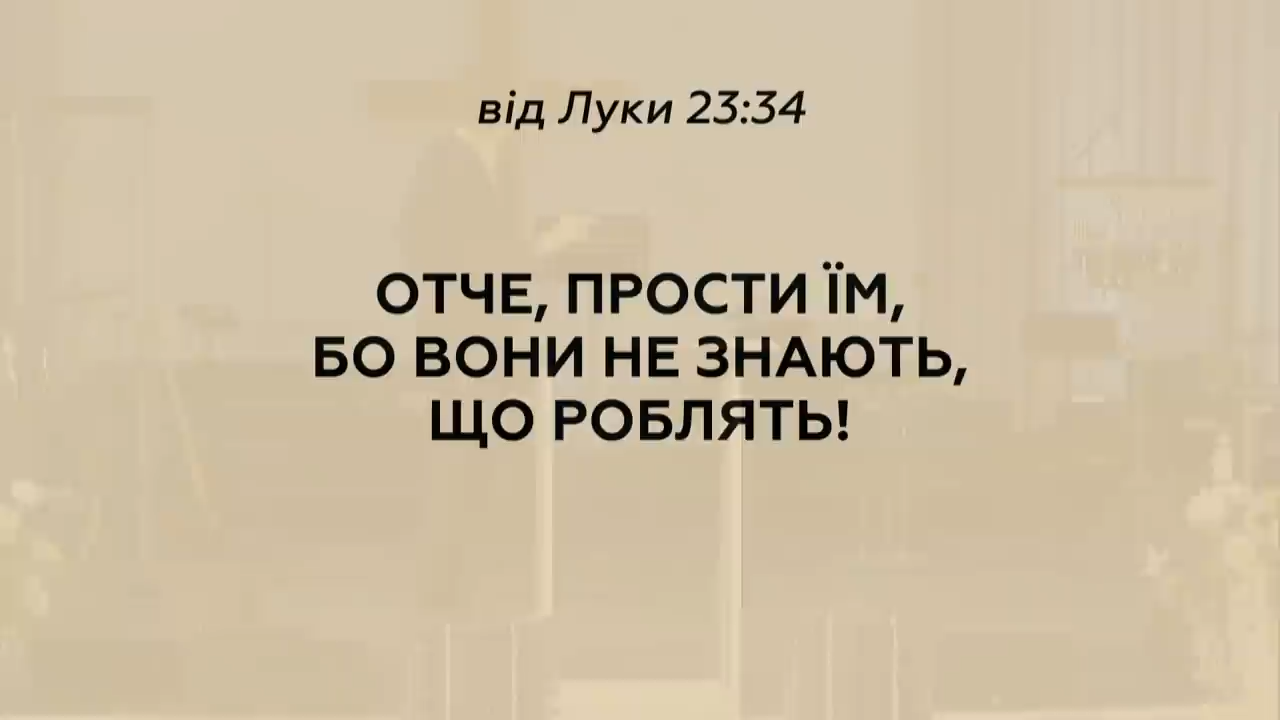 від Луки 23:34
ОТЧЕ, ПРОСТИ ЇМ,
БО ВОНИ НЕ ЗНАЮТЬ,
ЩО РОБЛЯТЬ!